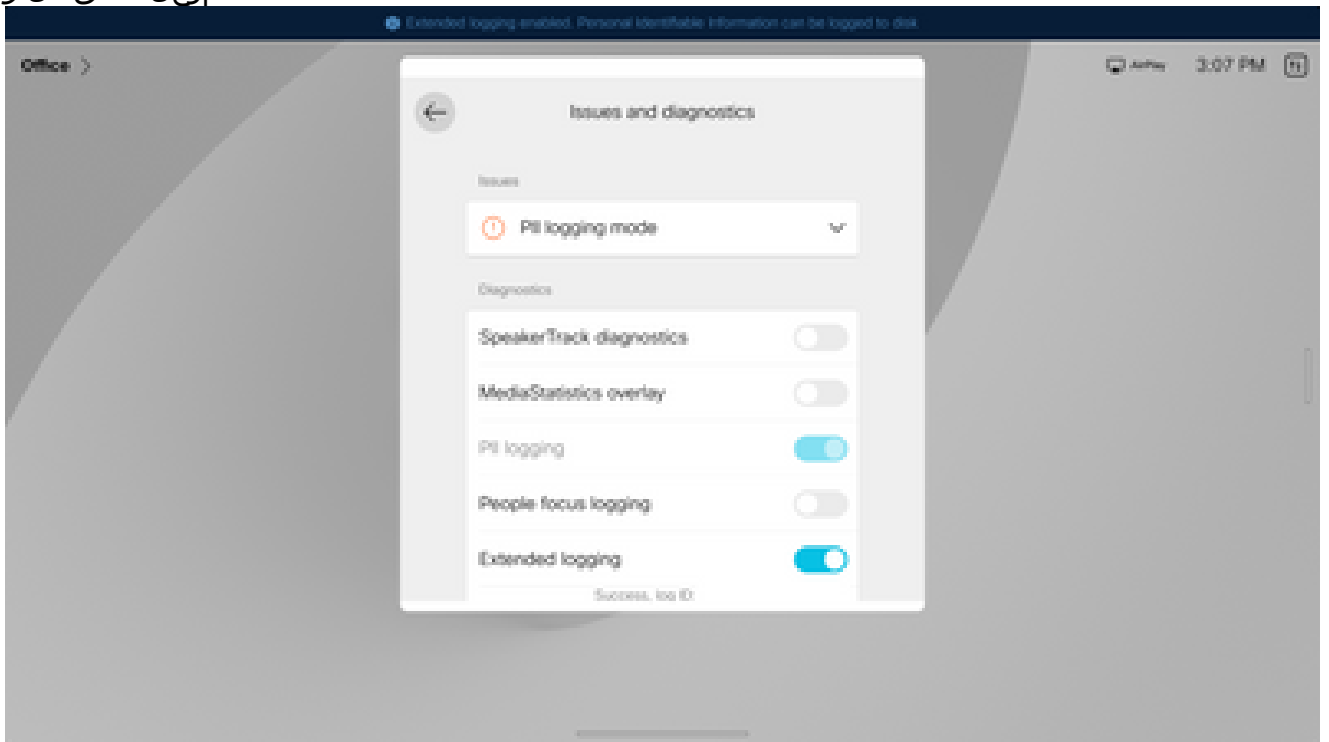 Extended logging enabled. Personal Identifiable Information can be logged to disk.
Office >
AirPlay 3:07 PM
Issues and diagnostics
Issues
PII logging mode
Diagnostics
SpeakerTrack diagnostics
MediaStatistics overlay
PII logging
People focus logging
Extended logging
Success, log ID: